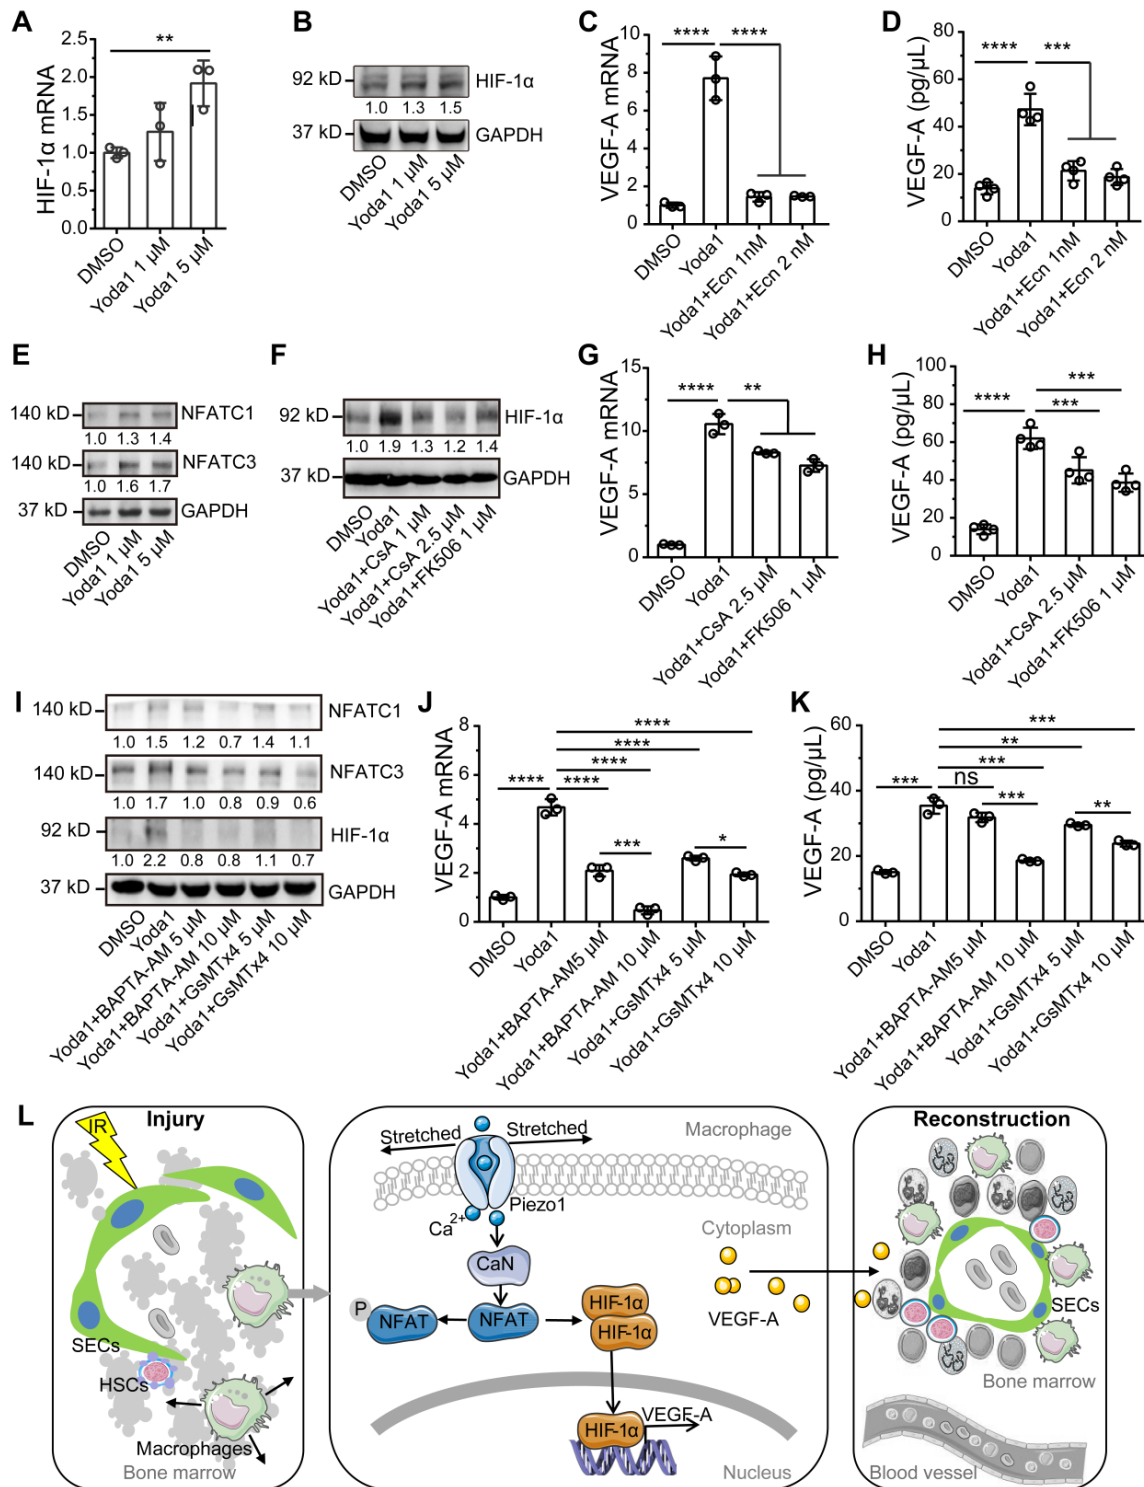 A
HIF-1α mRNA
2.5
2.0
1.5
1.0
0.5
0.0
**
DMSO
Yoda1 1 μM
Yoda1 5 μM
B
92 kD
HIF-1α
1.0 1.3 1.5
37 kD
GAPDH
DMSO
Yoda1 1 μM
Yoda1 5 μM
C
VEGF-A mRNA
10
8
6
4
2
0
**** ****
DMSO
Yoda1
Yoda1+Ecn 1nM
Yoda1+Ecn 2 nM
D
VEGF-A (pg/μL)
80
60
40
20
0
**** ***
DMSO
Yoda1
Yoda1+Ecn 1nM
Yoda1+Ecn 2 nM
E
140 kD
NFATC1
1.0 1.3 1.4
140 kD
NFATC3
1.0 1.6 1.7
37 kD
GAPDH
DMSO
Yoda1 1 μM
Yoda1 5 μM
F
92 kD
HIF-1α
1.0 1.9 1.3 1.2 1.4
37 kD
GAPDH
DMSO
Yoda1
Yoda1+CsA 1 μM
Yoda1+CsA 2.5 μM
Yoda1+FK506 1 μM
G
VEGF-A mRNA
15
10
5
0
**** **
DMSO
Yoda1
Yoda1+CsA 2.5 μM
Yoda1+FK506 1 μM
H
VEGF-A (pg/μL)
100
80
60
40
20
0
***
**** ***
DMSO
Yoda1
Yoda1+CsA 2.5 μM
Yoda1+FK506 1 μM
I
140 kD
NFATC1
1.0 1.5 1.2 0.7 1.4 1.1
140 kD
NFATC3
1.0 1.7 1.0 0.8 0.9 0.6
92 kD
HIF-1α
1.0 2.2 0.8 0.8 1.1 0.7
37 kD
GAPDH
DMSO
Yoda1
Yoda1+BAPTA-AM 5 μM
Yoda1+BAPTA-AM 10 μM
Yoda1+GsMTx4 5 μM
Yoda1+GsMTx4 10 μM
J
VEGF-A mRNA
8
6
4
2
0
****
****
****
**** ****
***
*
DMSO
Yoda1
Yoda1+BAPTA-AM5 μM
Yoda1+BAPTA-AM 10 μM
Yoda1+GsMTx4 5 μM
Yoda1+GsMTx4 10 μM
K
VEGF-A (pg/μL)
60
40
20
0
***
**
***
*** ns
***
**
DMSO
Yoda1
Yoda1+BAPTA-AM5 μM
Yoda1+BAPTA-AM 10 μM
Yoda1+GsMTx4 5 μM
Yoda1+GsMTx4 10 μM
L
Injury
IR
SECs
HSCs
Macrophages
Bone marrow
Stretched
Stretched
Macrophage
Piezo1
Ca2+
Cytoplasm
CaN
P
NFAT
NFAT
HIF-1α
HIF-1α
VEGF-A
HIF-1α
VEGF-A
Nucleus
Reconstruction
SECs
Bone marrow
Blood vessel